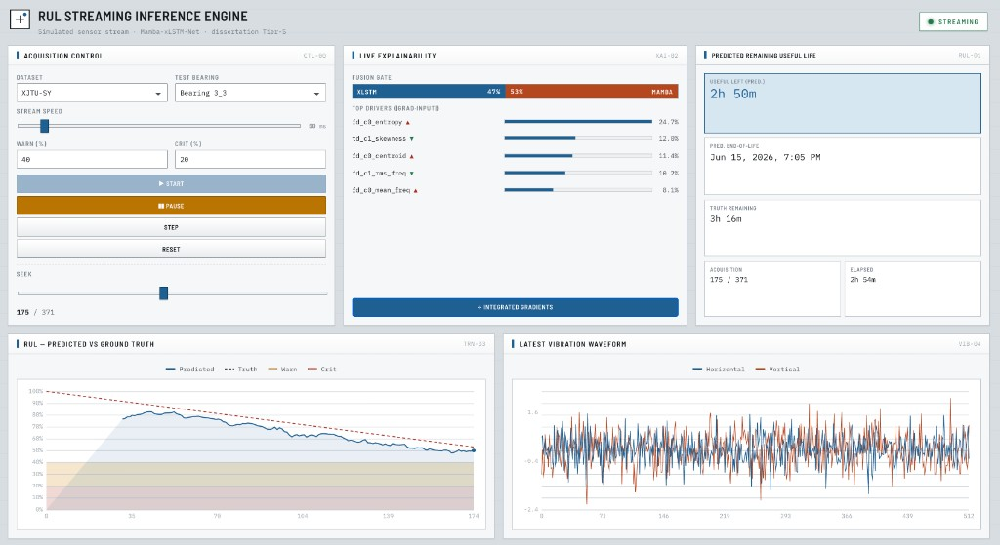 RUL STREAMING INFERENCE ENGINE
Simulated sensor stream · Mamba-xLSTM-Net · dissertation Tier-5
STREAMING
ACQUISITION CONTROL
CTL-00
DATASET
TEST BEARING
XJTU-SY
Bearing 3_3
STREAM SPEED
50 ms
WARN (%)
CRIT (%)
40
20
START
PAUSE
STEP
RESET
SEEK
175 / 371
LIVE EXPLAINABILITY
XAI-02
FUSION GATE
XLSTM 47% 53% MAMBA
TOP DRIVERS (|GRAD·INPUT|)
fd_c0_entropy ▲ 24.7%
td_c1_skewness ▼ 12.0%
fd_c0_centroid ▲ 11.4%
fd_c1_rms_freq ▼ 10.2%
fd_c0_mean_freq ▲ 8.1%
÷ INTEGRATED GRADIENTS
PREDICTED REMAINING USEFUL LIFE
RUL-01
USEFUL LEFT (PRED.)
2h 50m
PRED. END-OF-LIFE
Jun 15, 2026, 7:05 PM
TRUTH REMAINING
3h 16m
ACQUISITION
175 / 371
ELAPSED
2h 54m
RUL — PREDICTED VS GROUND TRUTH
TRN-03
Predicted Truth Warn Crit
100%
90%
80%
70%
60%
50%
40%
30%
20%
10%
0%
0 35 70 104 139 174
LATEST VIBRATION WAVEFORM
VIB-04
Horizontal Vertical
1.6
0 73 146 219 293 366 439 512